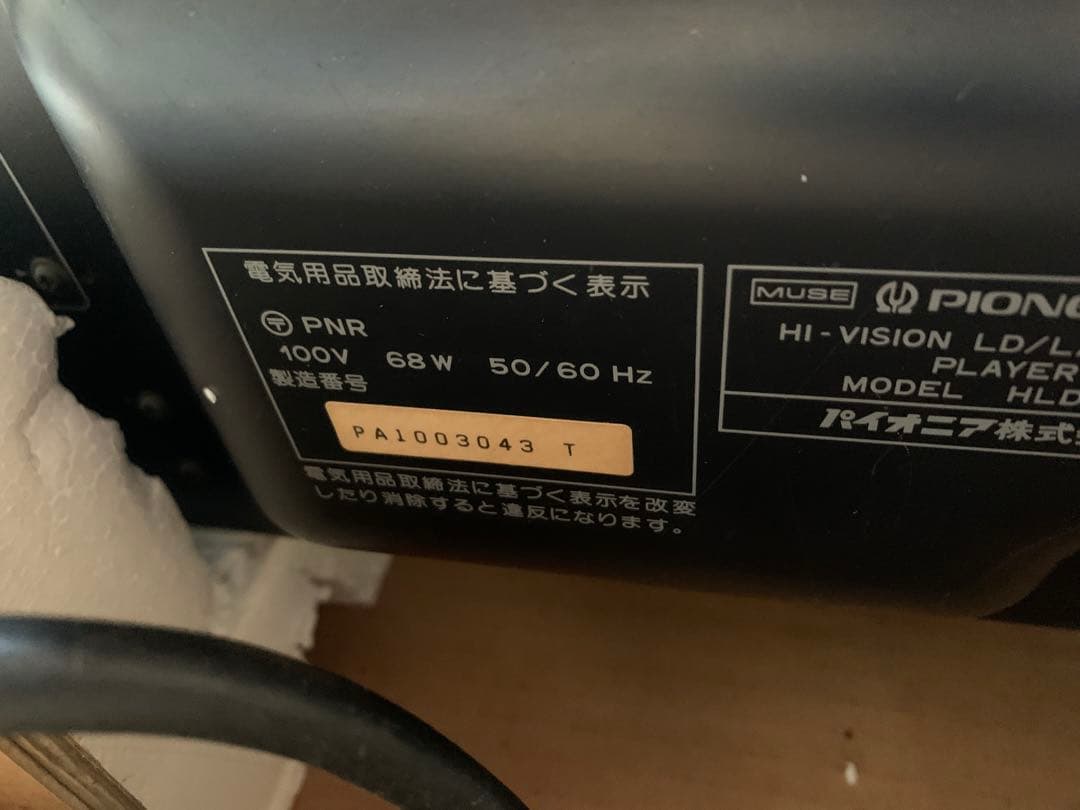 電気用品取締法に基づく表示
〒 PNR
100V 68W 50/60 Hz
製造番号
PA1003043 T
電気用品取締法に基づく表示を改変
したり消除すると違反になります。
MUSE PION
HI-VISION LD/L
PLAYER
MODEL HLD
パイオニア株式